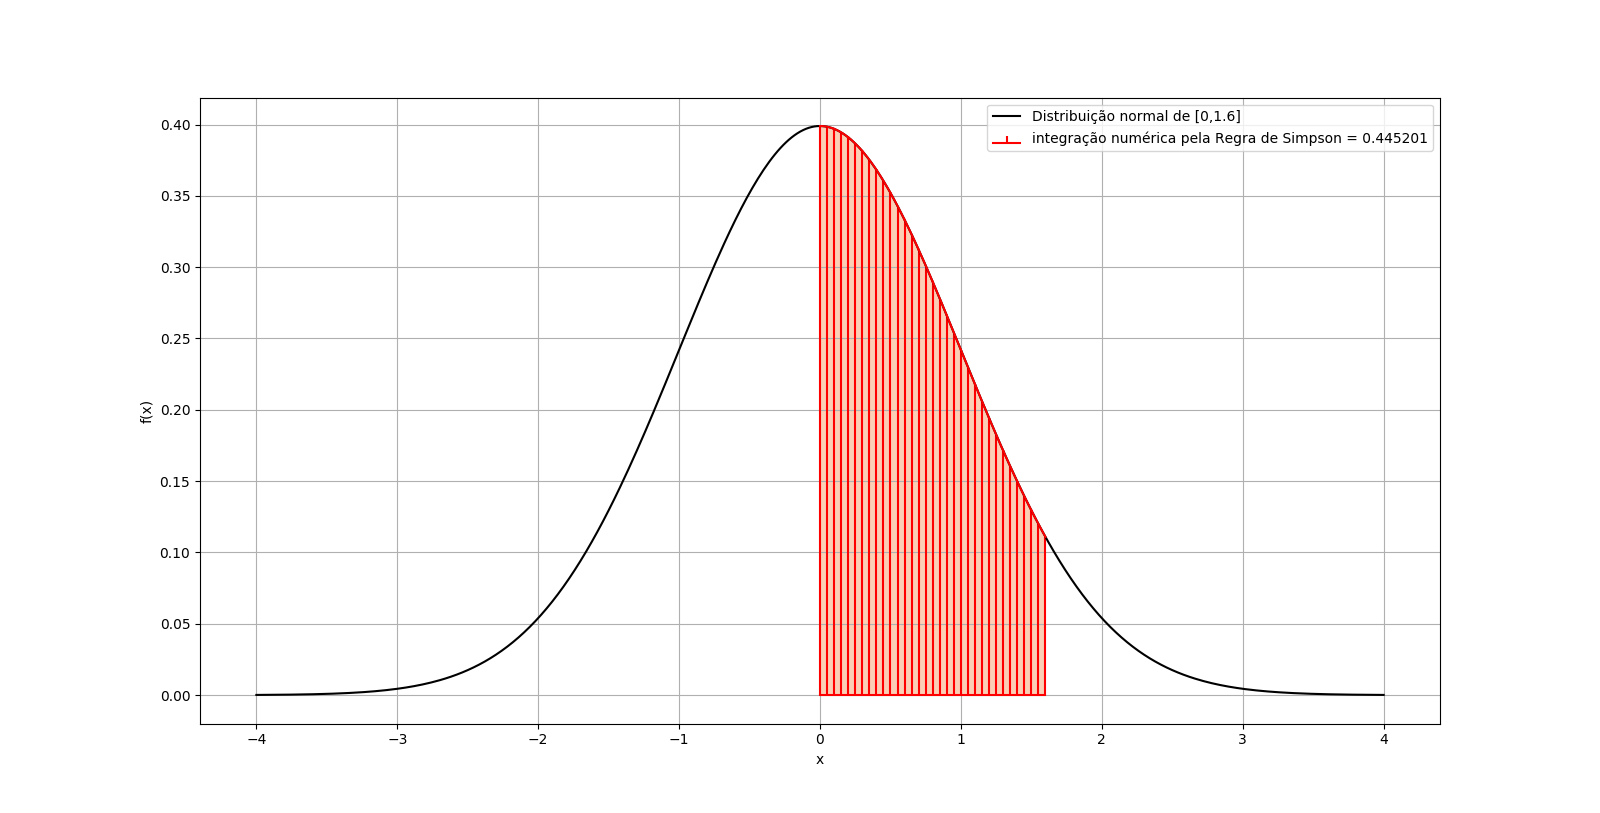 Distribuição normal de [0,1.6]
integração numérica pela Regra de Simpson = 0.445201
0.40
0.35
0.30
0.25
0.20
0.15
0.10
0.05
0.00
f(x)
−4 −3 −2 −1 0 1 2 3 4
x